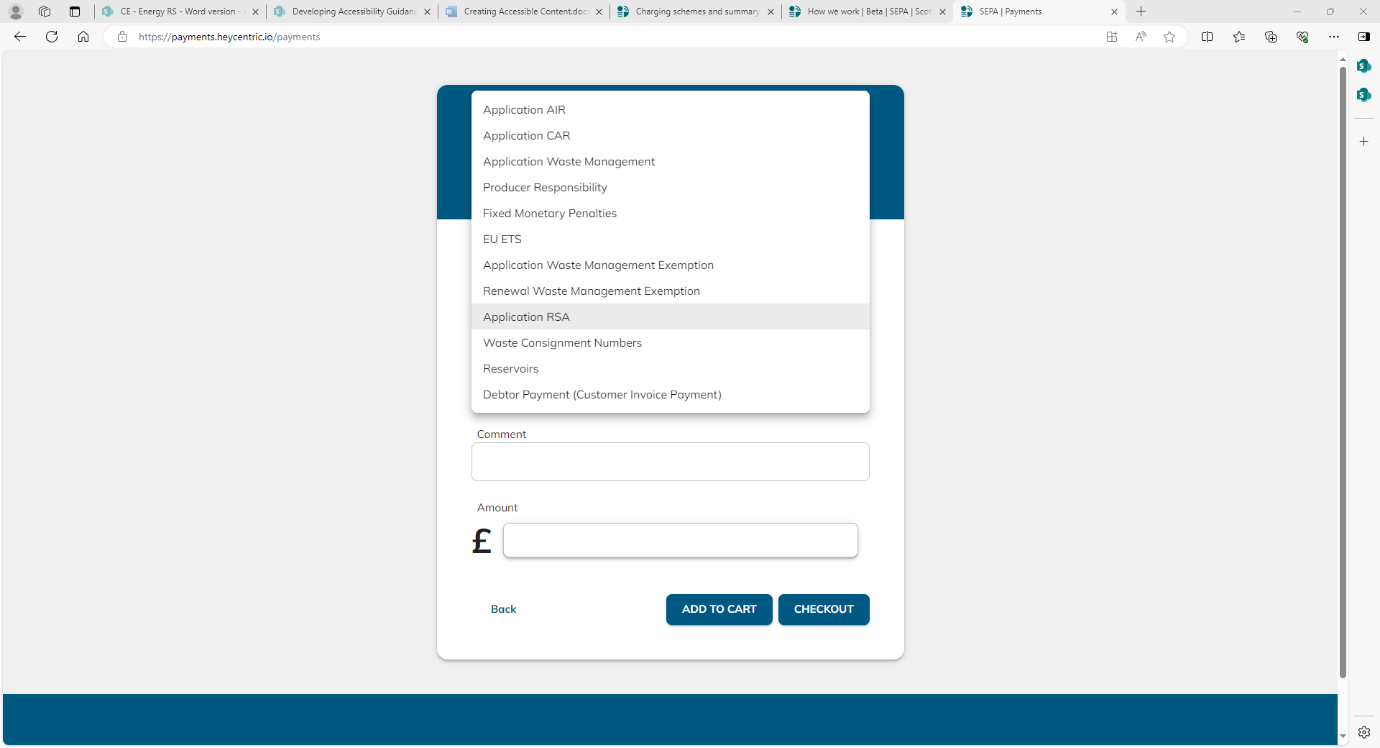 CE - Energy RS - Word version -
Developing Accessibility Guidanc
Creating Accessible Content.doc
Charging schemes and summary
How we work | Beta | SEPA | Scot
SEPA | Payments
https://payments.heycentric.io/payments
Application AIR
Application CAR
Application Waste Management
Producer Responsibility
Fixed Monetary Penalties
EU ETS
Application Waste Management Exemption
Renewal Waste Management Exemption
Application RSA
Waste Consignment Numbers
Reservoirs
Debtor Payment (Customer Invoice Payment)
Comment
Amount
£
Back
ADD TO CART
CHECKOUT